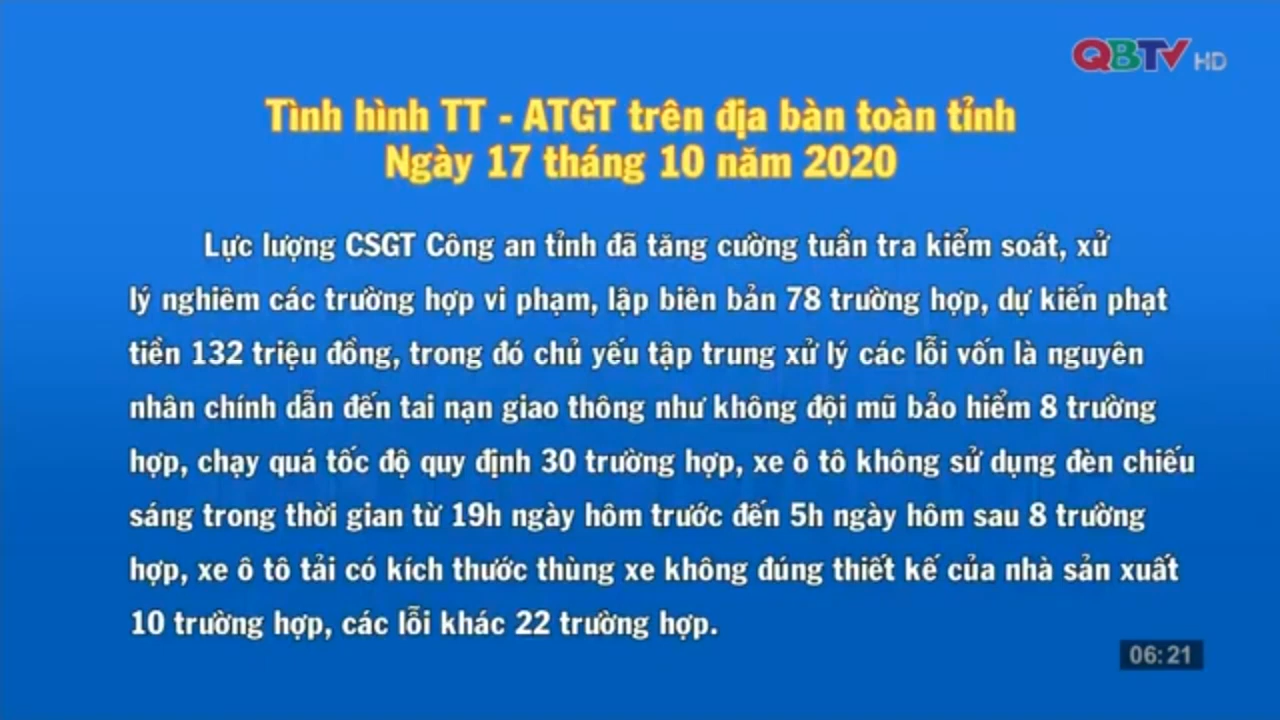 QBTV HD
Tình hình TT - ATGT trên địa bàn toàn tỉnh
Ngày 17 tháng 10 năm 2020
Lực lượng CSGT Công an tỉnh đã tăng cường tuần tra kiểm soát, xử
lý nghiêm các trường hợp vi phạm, lập biên bản 78 trường hợp, dự kiến phạt
tiền 132 triệu đồng, trong đó chủ yếu tập trung xử lý các lỗi vốn là nguyên
nhân chính dẫn đến tai nạn giao thông như không đội mũ bảo hiểm 8 trường
hợp, chạy quá tốc độ quy định 30 trường hợp, xe ô tô không sử dụng đèn chiếu
sáng trong thời gian từ 19h ngày hôm trước đến 5h ngày hôm sau 8 trường
hợp, xe ô tô tải có kích thước thùng xe không đúng thiết kế của nhà sản xuất
10 trường hợp, các lỗi khác 22 trường hợp.
06:21